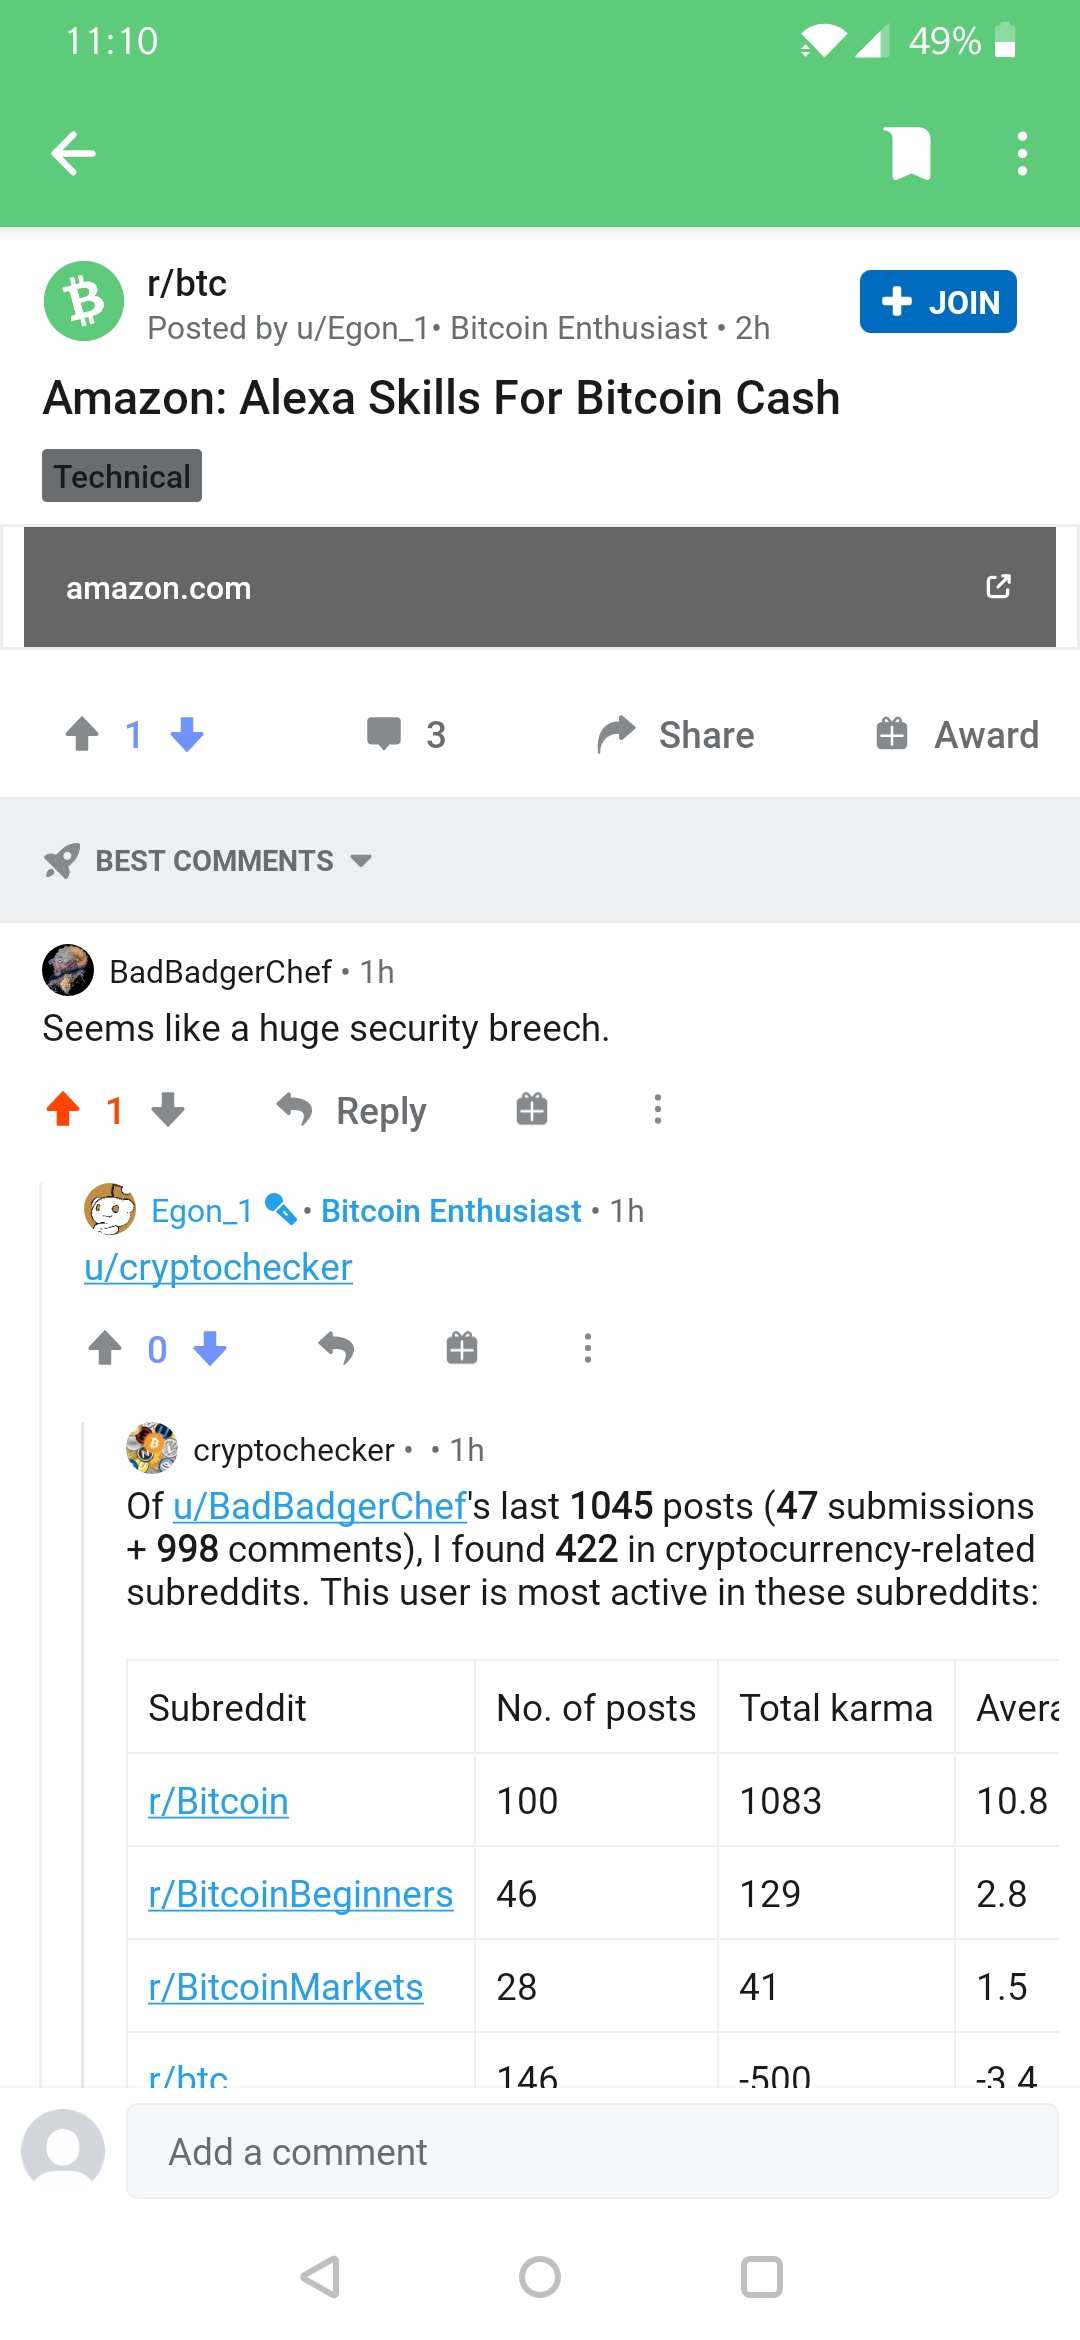 11:10 49%
r/btc
Posted by u/Egon_1• Bitcoin Enthusiast • 2h
+ JOIN
Amazon: Alexa Skills For Bitcoin Cash
Technical
amazon.com
1 3 Share Award
BEST COMMENTS
BadBadgerChef • 1h
Seems like a huge security breech.
1 Reply
Egon_1 • Bitcoin Enthusiast • 1h
u/cryptochecker
0
cryptochecker • • 1h
Of u/BadBadgerChef's last 1045 posts (47 submissions
+ 998 comments), I found 422 in cryptocurrency-related
subreddits. This user is most active in these subreddits:
Subreddit No. of posts Total karma Avera
r/Bitcoin 100 1083 10.8
r/BitcoinBeginners 46 129 2.8
r/BitcoinMarkets 28 41 1.5
r/btc 146 -500 -3.4
Add a comment